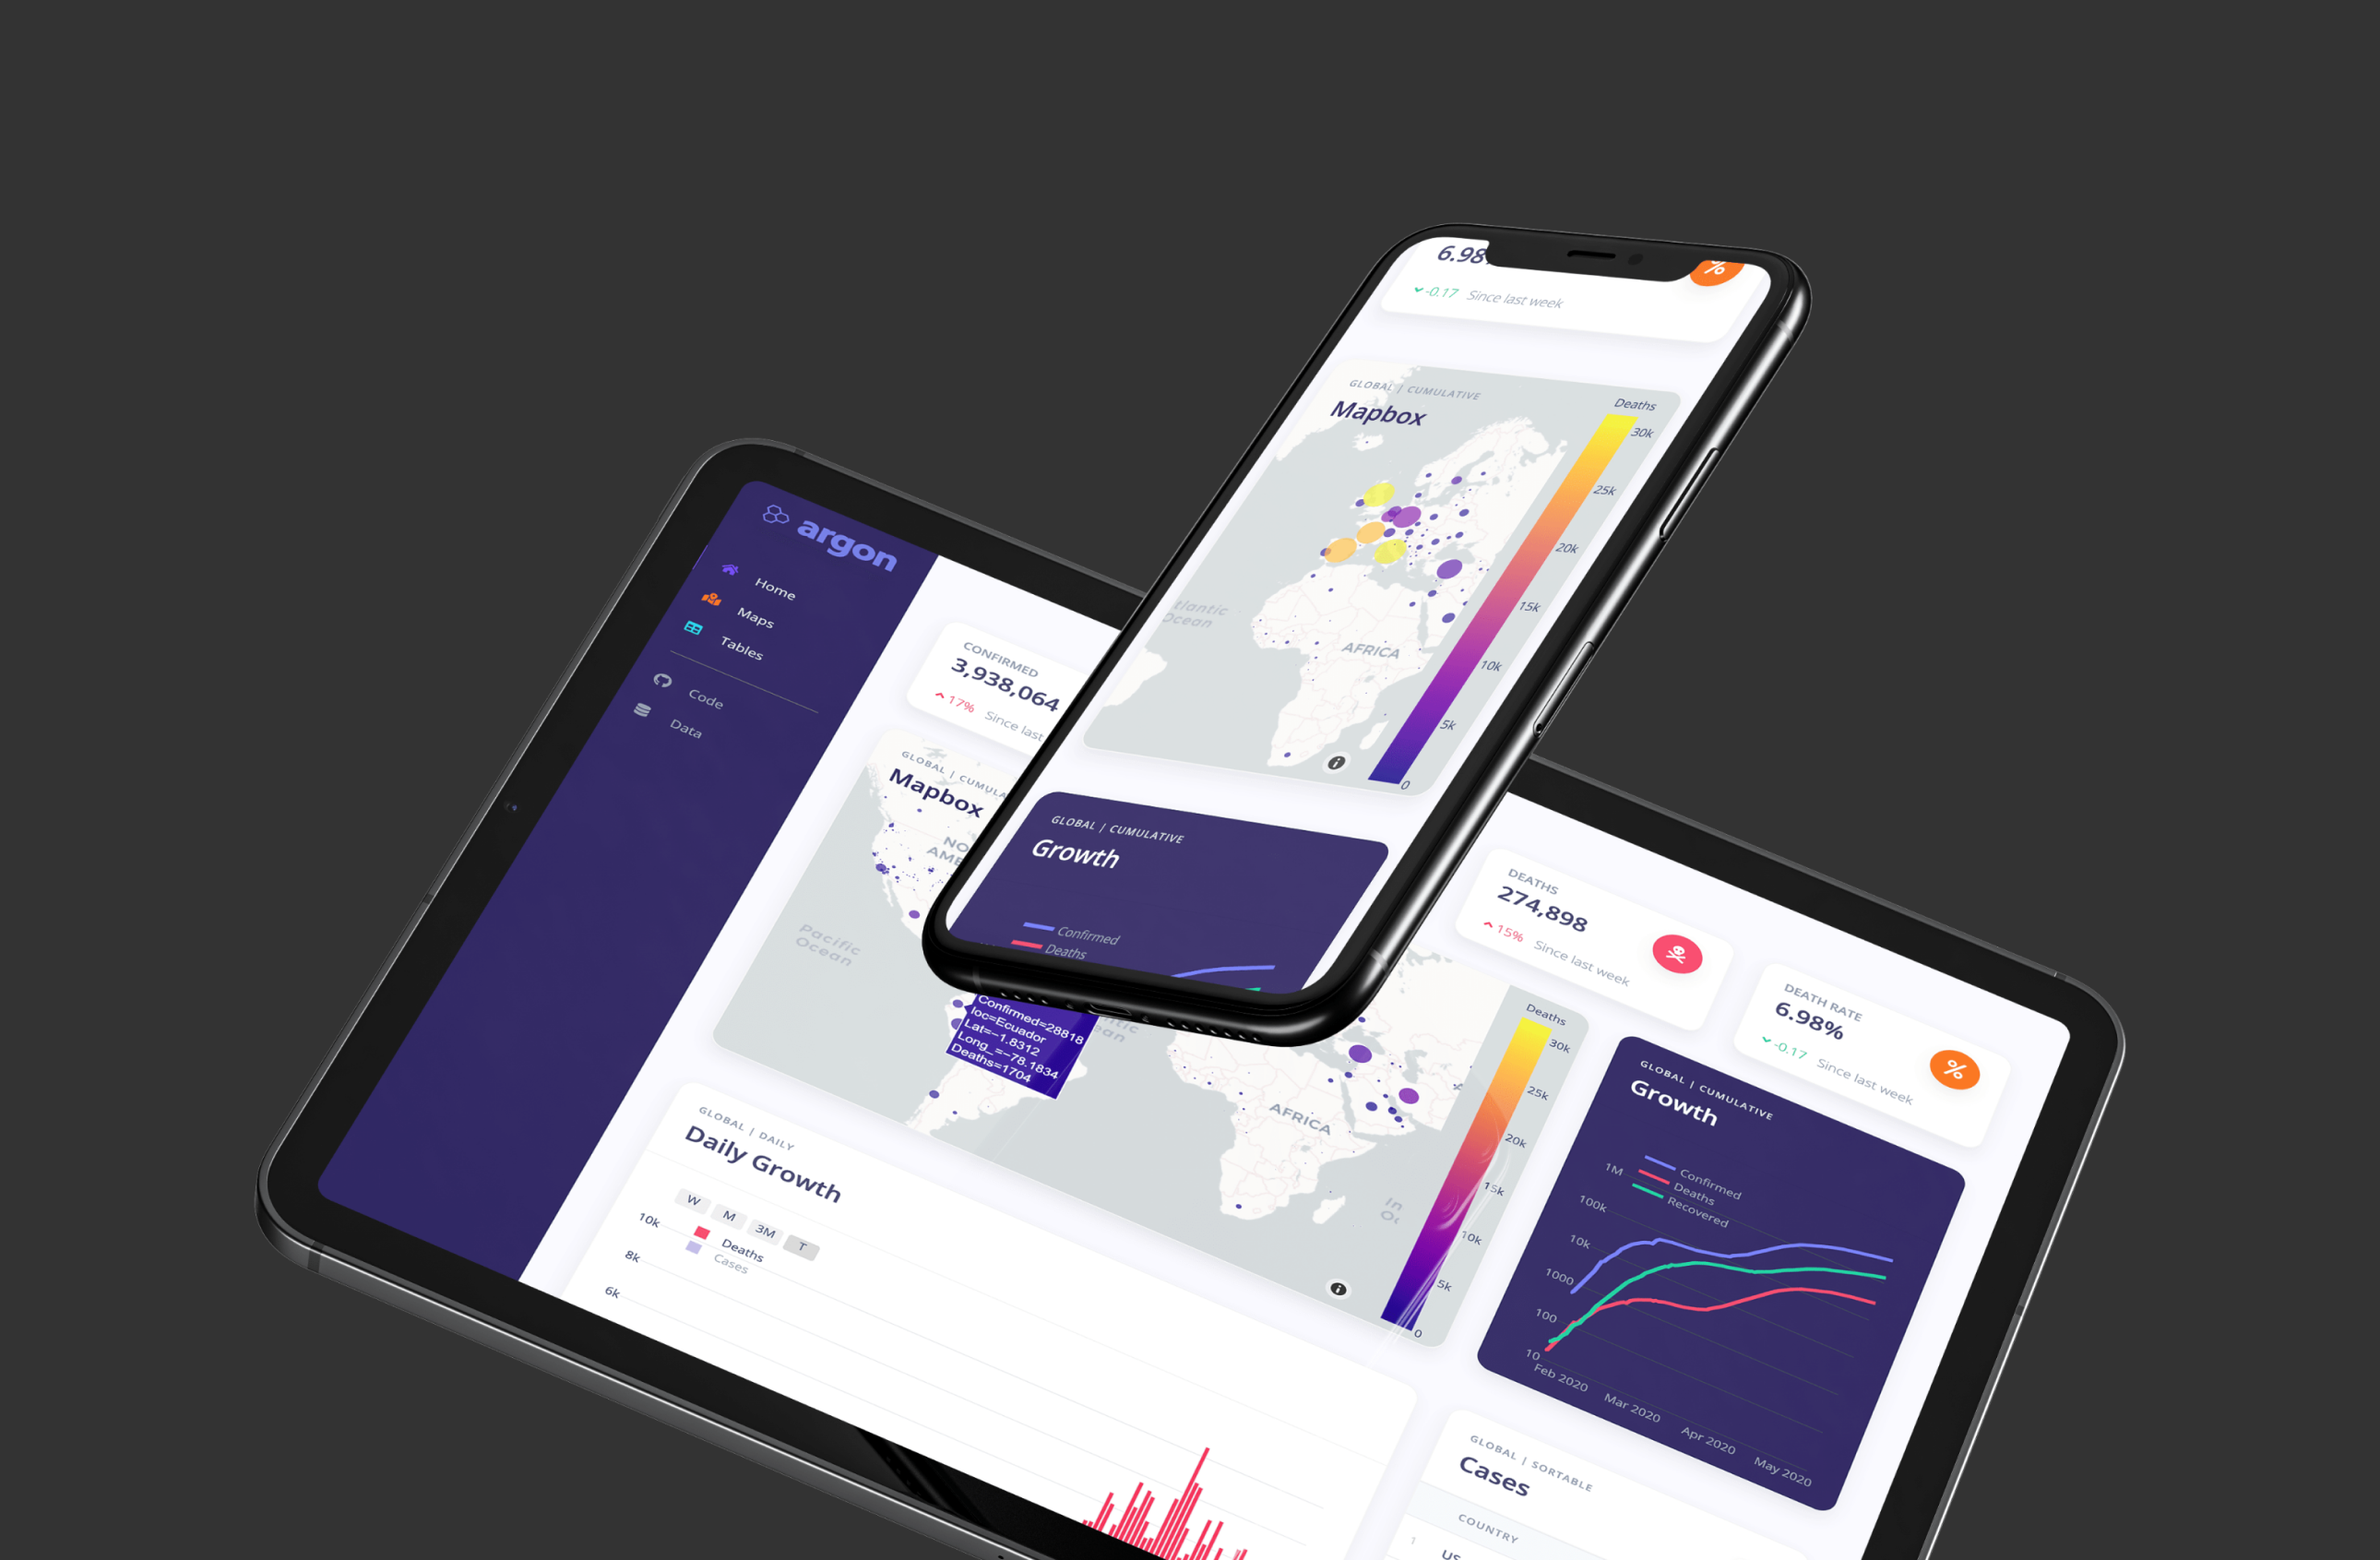 6.98
%
-0.17 Since last week
GLOBAL | CUMULATIVE
Mapbox
Deaths
30k
25k
20k
15k
10k
5k
0
AFRICA
Ocean
GLOBAL | CUMULATIVE
Growth
Confirmed
Deaths
argon
Home
Maps
Tables
Code
Data
CONFIRMED
3,938,064
17% Since last
GLOBAL | CUMULA
Mapbox
NO
AME
Pacific
Ocean
Confirmed=28818
loc=Ecuador
Lat=-1.8312
Long_=-78.1834
Deaths=1704
AFRICA
In
Deaths
30k
25k
20k
15k
10k
5k
0
DEATHS
274,898
15% Since last week
DEATH RATE
6.98%
-0.17 Since last week
%
GLOBAL | CUMULATIVE
Growth
Confirmed
Deaths
Recovered
1M
100k
10k
1000
100
10
Feb 2020
Mar 2020
Apr 2020
May 2020
GLOBAL | DAILY
Daily Growth
W M 3M T
Deaths
Cases
10k
8k
6k
GLOBAL | SORTABLE
Cases
COUNTRY
1 US